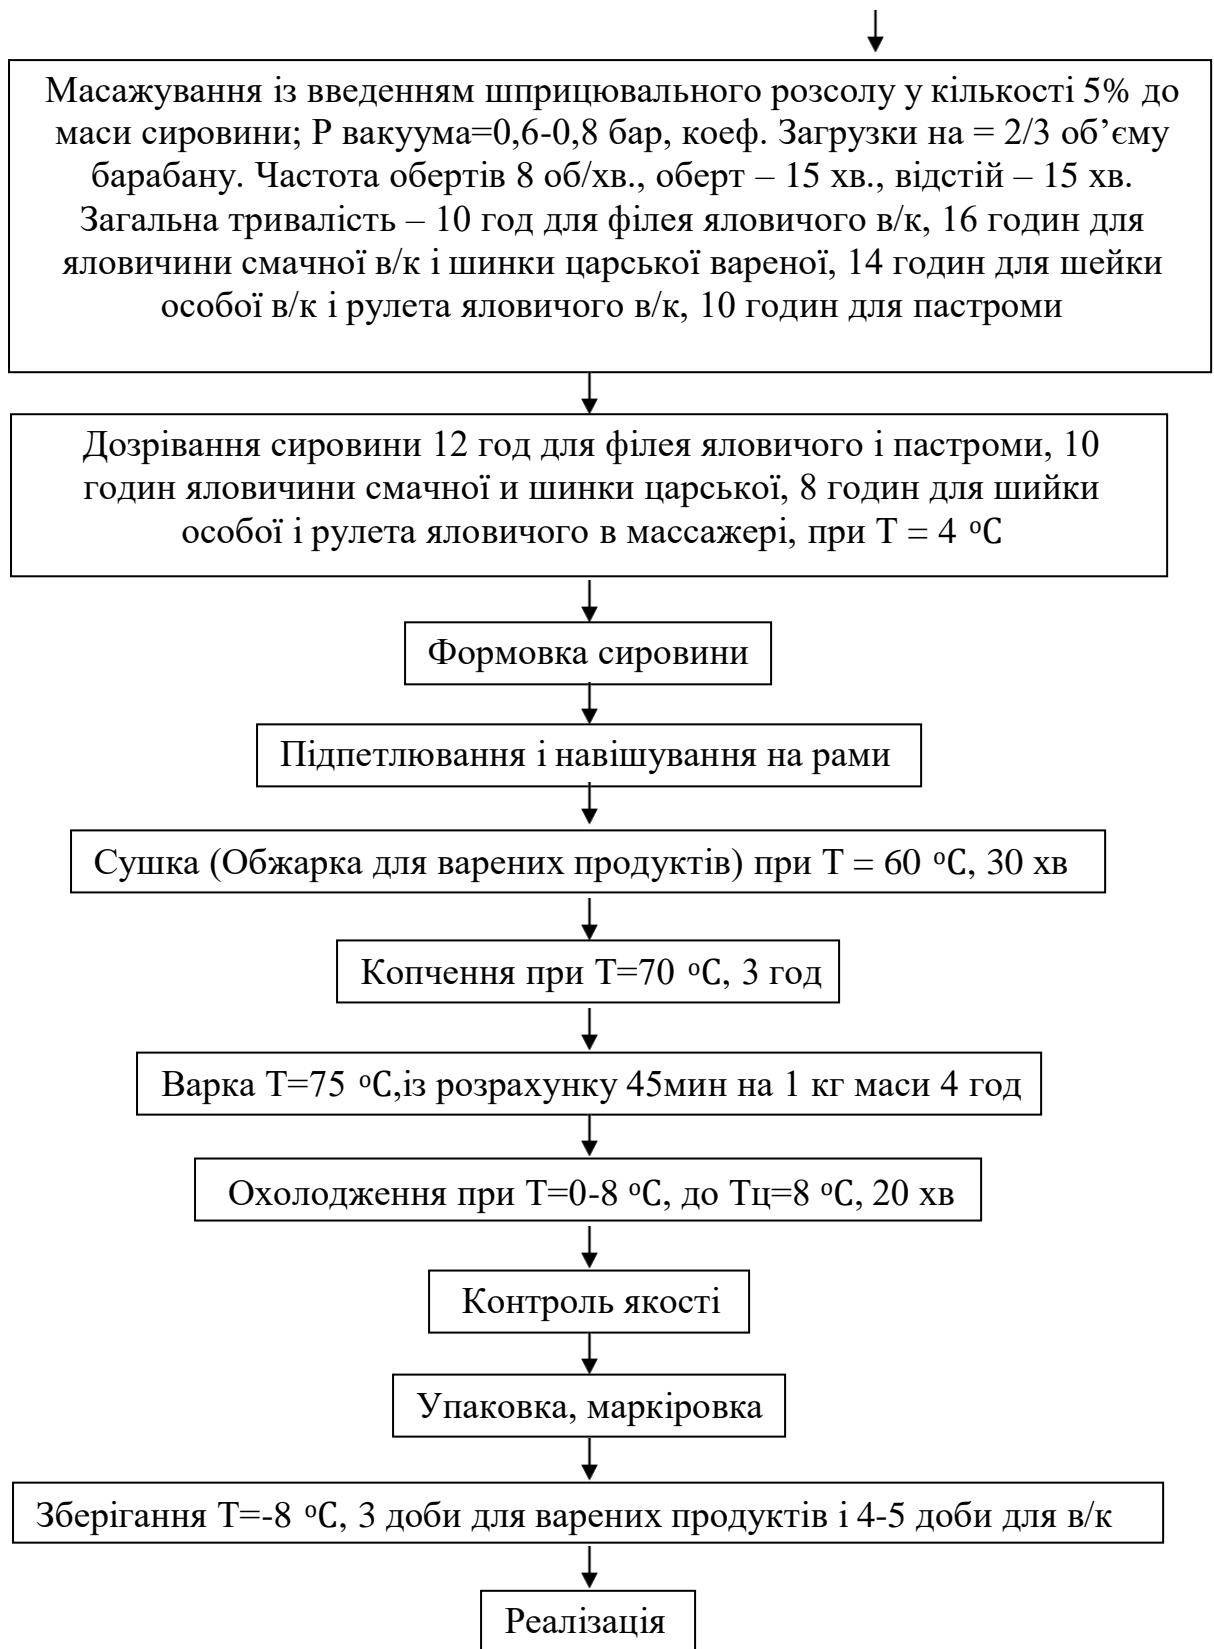 Масажування із введенням шприцювального розсолу у кількості 5% до
маси сировини; Р вакуума=0,6-0,8 бар, коеф. Загрузки на = 2/3 об’єму
барабану. Частота обертів 8 об/хв., оберт – 15 хв., відстій – 15 хв.
Загальна тривалість – 10 год для філея яловичого в/к, 16 годин для
яловичини смачної в/к і шинки царської вареної, 14 годин для шейки
особої в/к і рулета яловичого в/к, 10 годин для пастроми
Дозрівання сировини 12 год для філея яловичого і пастроми, 10
годин яловичини смачної и шинки царської, 8 годин для шийки
особої і рулета яловичого в массажері, при Т = 4 ᵒС
Формовка сировини
Підпетлювання і навішування на рами
Сушка (Обжарка для варених продуктів) при Т = 60 ᵒС, 30 хв
Копчення при Т=70 ᵒС, 3 год
Варка Т=75 ᵒС,із розрахунку 45мин на 1 кг маси 4 год
Охолодження при Т=0-8 ᵒС, до Тц=8 ᵒС, 20 хв
Контроль якості
Упаковка, маркіровка
Зберігання Т=-8 ᵒС, 3 доби для варених продуктів і 4-5 доби для в/к
Реалізація